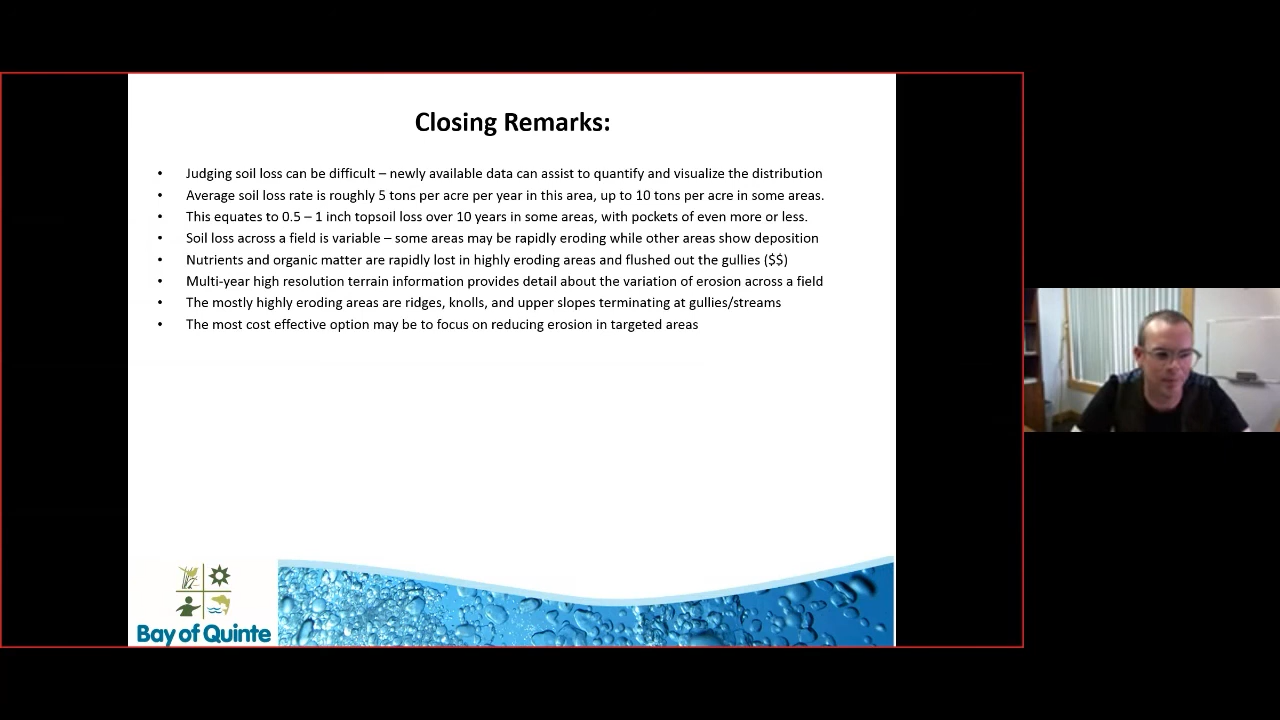 Closing Remarks:
• Judging soil loss can be difficult – newly available data can assist to quantify and visualize the distribution
• Average soil loss rate is roughly 5 tons per acre per year in this area, up to 10 tons per acre in some areas.
• This equates to 0.5 – 1 inch topsoil loss over 10 years in some areas, with pockets of even more or less.
• Soil loss across a field is variable – some areas may be rapidly eroding while other areas show deposition
• Nutrients and organic matter are rapidly lost in highly eroding areas and flushed out the gullies ($$)
• Multi-year high resolution terrain information provides detail about the variation of erosion across a field
• The mostly highly eroding areas are ridges, knolls, and upper slopes terminating at gullies/streams
• The most cost effective option may be to focus on reducing erosion in targeted areas
Bay of Quinte